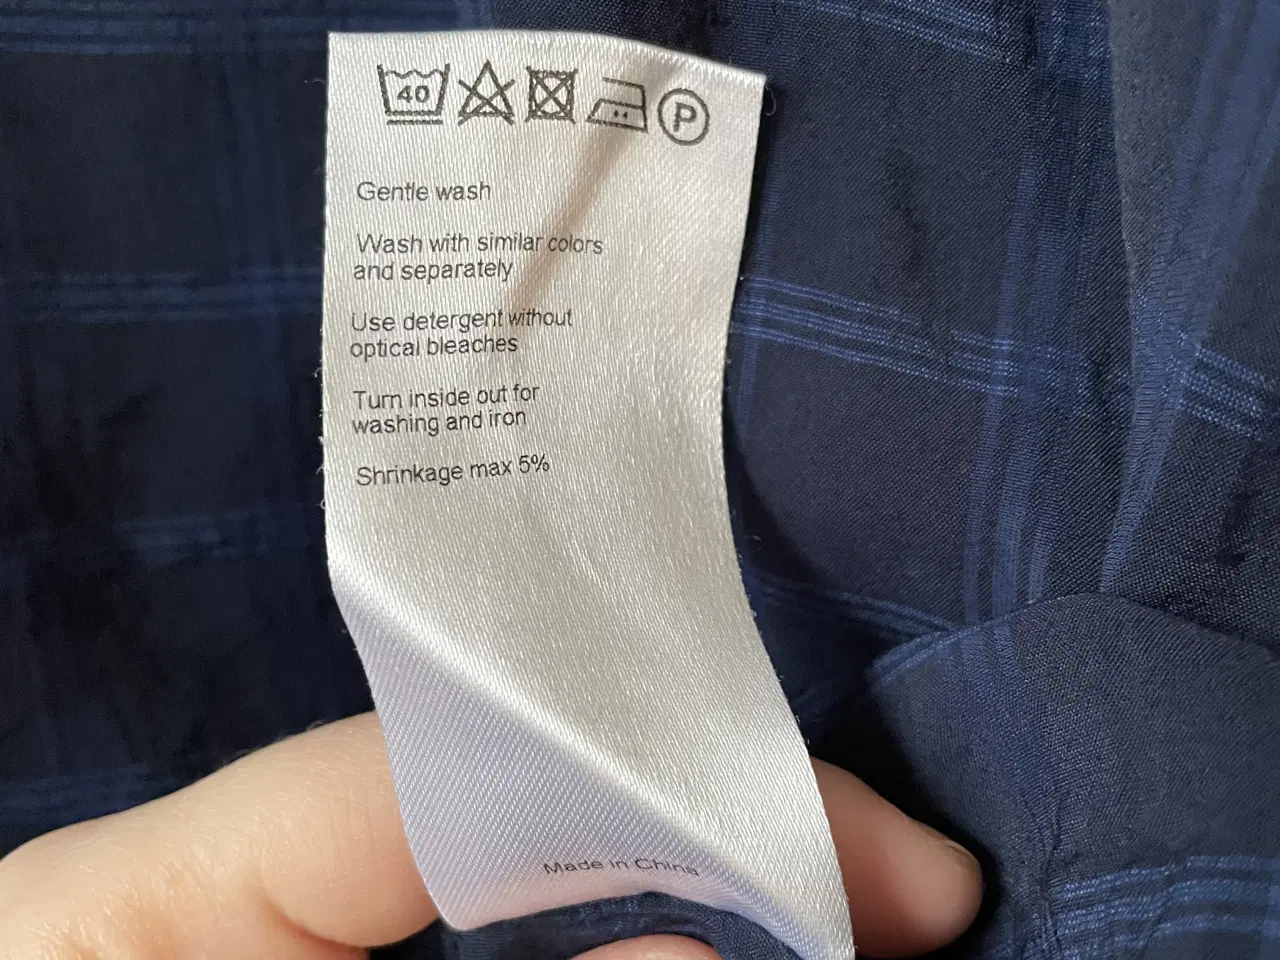 40
P
Gentle wash
Wash with similar colors
and separately
Use detergent without
optical bleaches
Turn inside out for
washing and iron
Shrinkage max 5%
Made in China